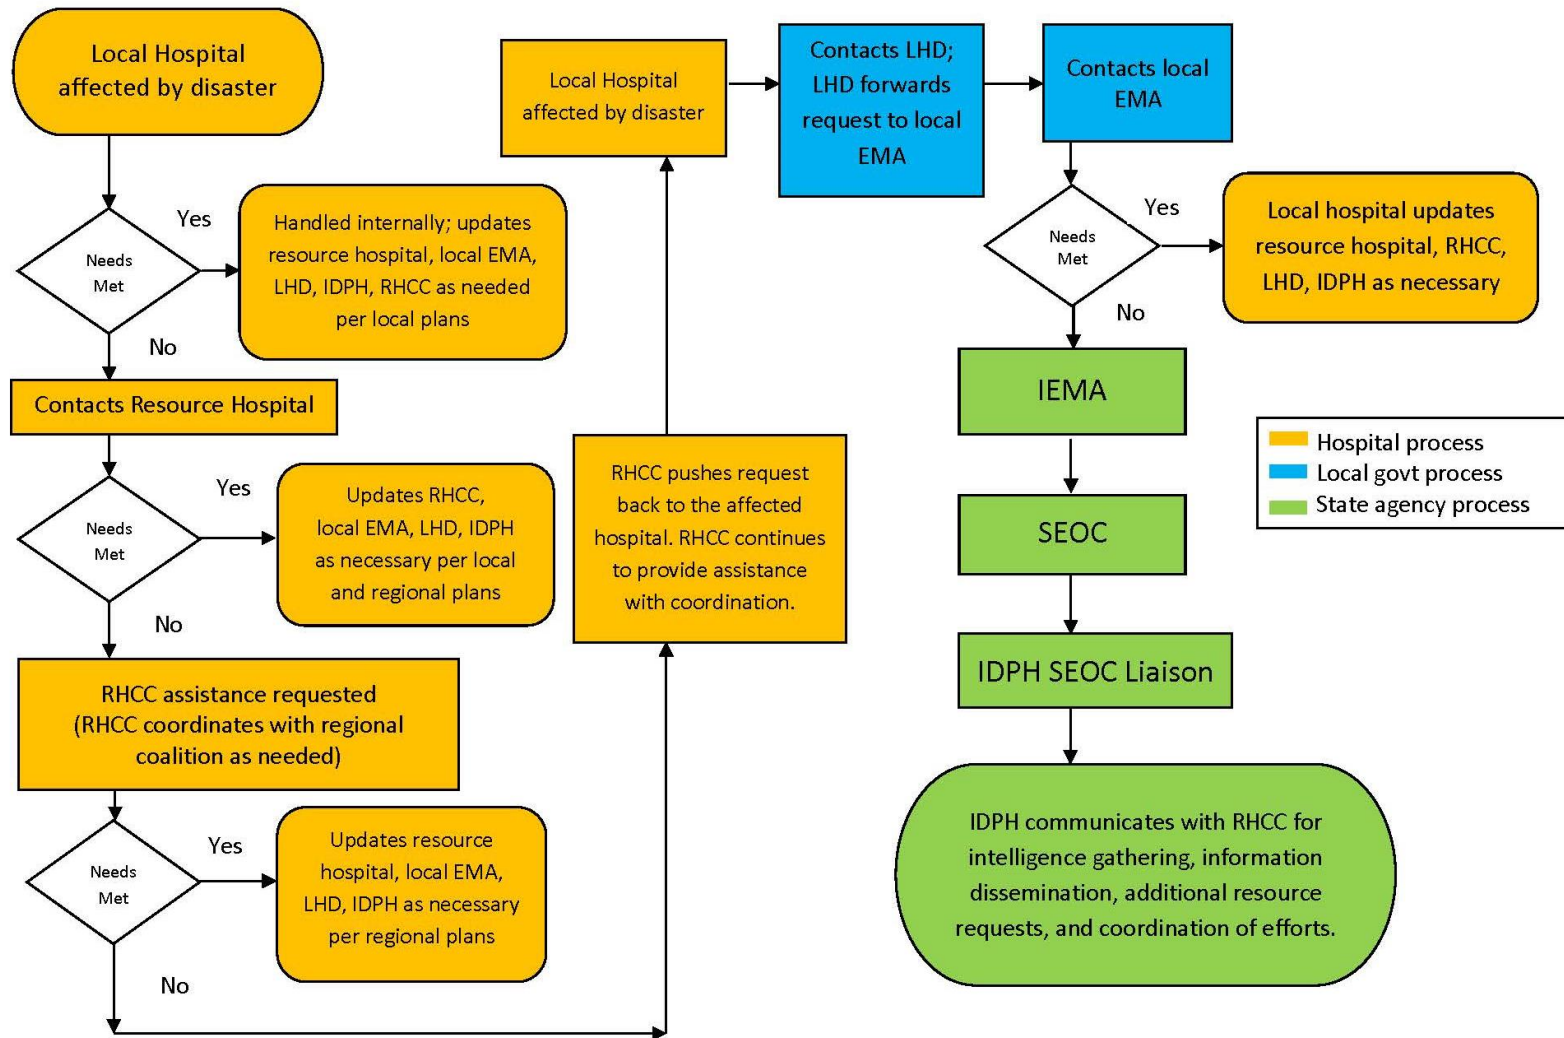 Local Hospital
affected by disaster
Needs
Met
Yes
Handled internally; updates
resource hospital, local EMA,
LHD, IDPH, RHCC as needed
per local plans
No
Contacts Resource Hospital
Needs
Met
Yes
Updates RHCC,
local EMA, LHD, IDPH
as necessary per local
and regional plans
No
RHCC assistance requested
(RHCC coordinates with regional
coalition as needed)
Needs
Met
Yes
Updates resource
hospital, local EMA,
LHD, IDPH as necessary
per regional plans
No
RHCC pushes request
back to the affected
hospital. RHCC continues
to provide assistance
with coordination.
Local Hospital
affected by disaster
Contacts LHD;
LHD forwards
request to local
EMA
Contacts local
EMA
Needs
Met
Yes
Local hospital updates
resource hospital, RHCC,
LHD, IDPH as necessary
No
IEMA
SEOC
IDPH SEOC Liaison
IDPH communicates with RHCC for
intelligence gathering, information
dissemination, additional resource
requests, and coordination of efforts.
Hospital process
Local govt process
State agency process